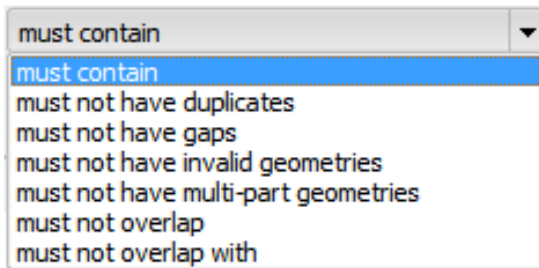 must contain
must contain
must not have duplicates
must not have gaps
must not have invalid geometries
must not have multi-part geometries
must not overlap
must not overlap with